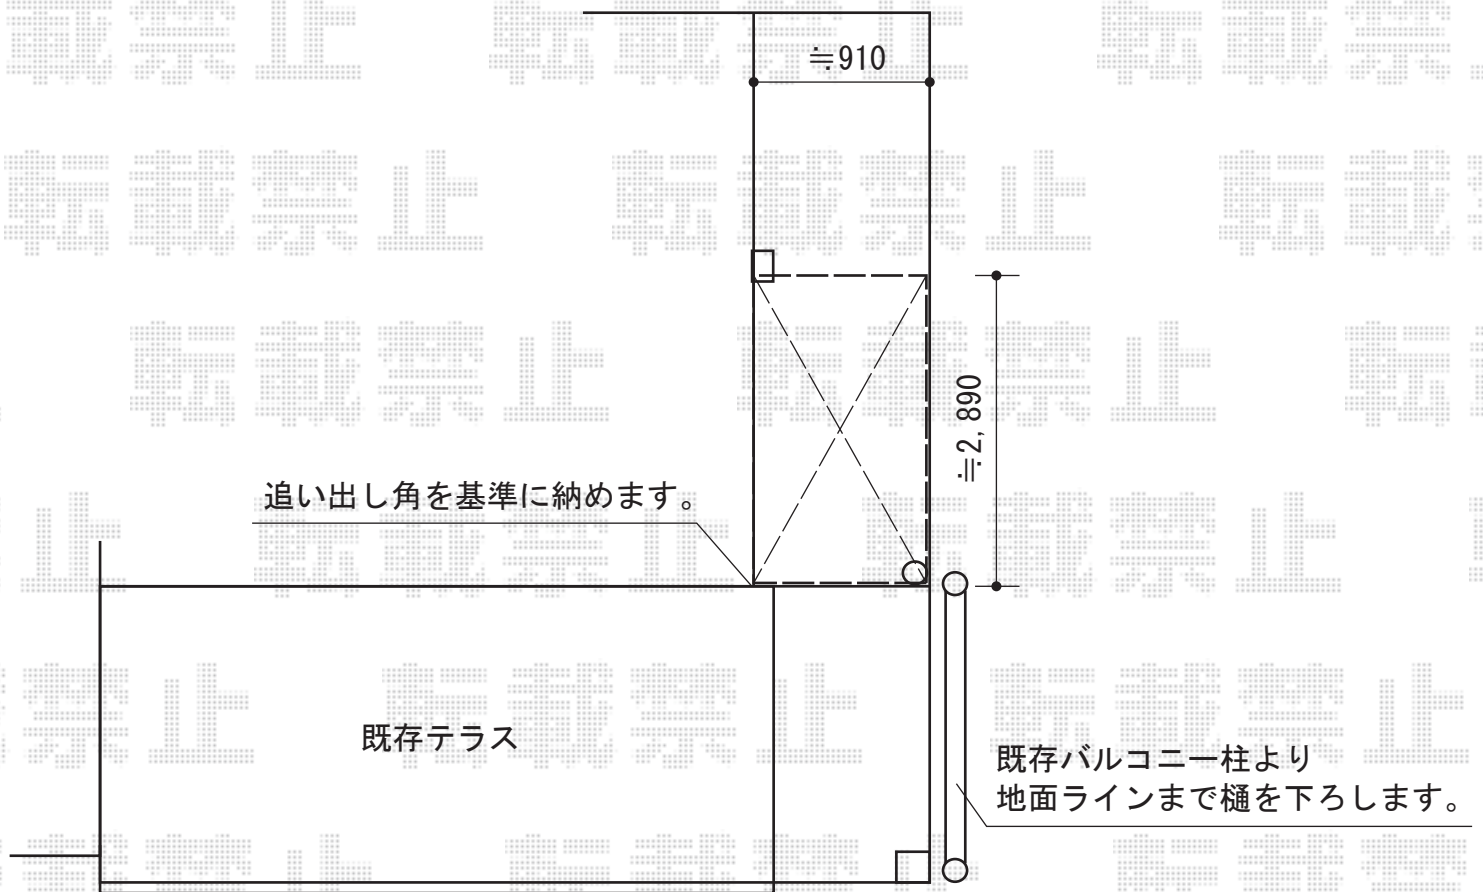 ≒910
≒2,890
追い出し角を基準に納めます。
既存テラス
既存バルコニー柱より
地面ラインまで樋を下ろします。
転載禁止